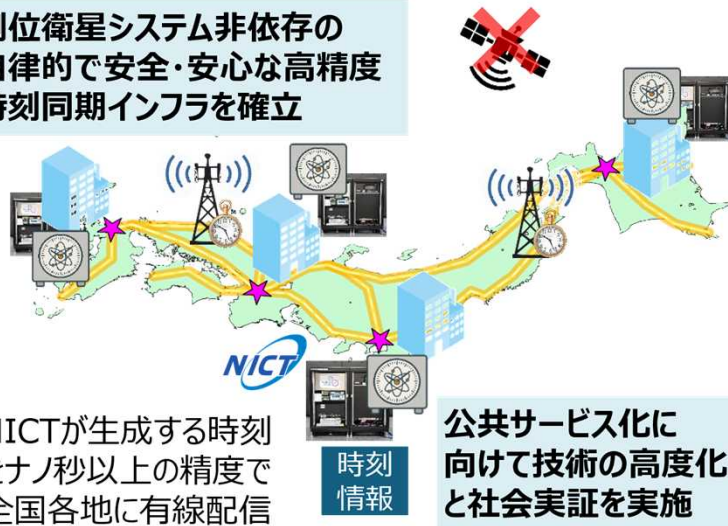 位衛星システム非依存の
律的で安全・安心な高精度
刻同期インフラを確立
NICT
ICTが生成する時刻
ナノ秒以上の精度で
全国各地に有線配信
時刻
情報
公共サービス化に
向けて技術の高度化
と社会実証を実施